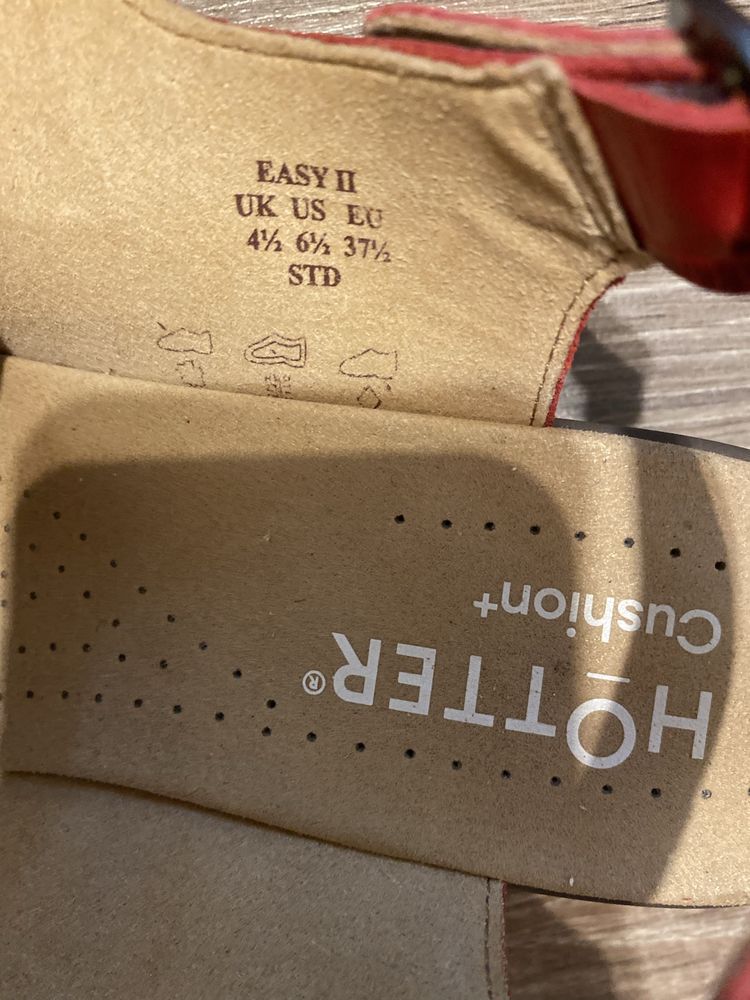 EASY II
UK US EU
4½ 6½ 37½
STD
HOTTER®
Cushion+